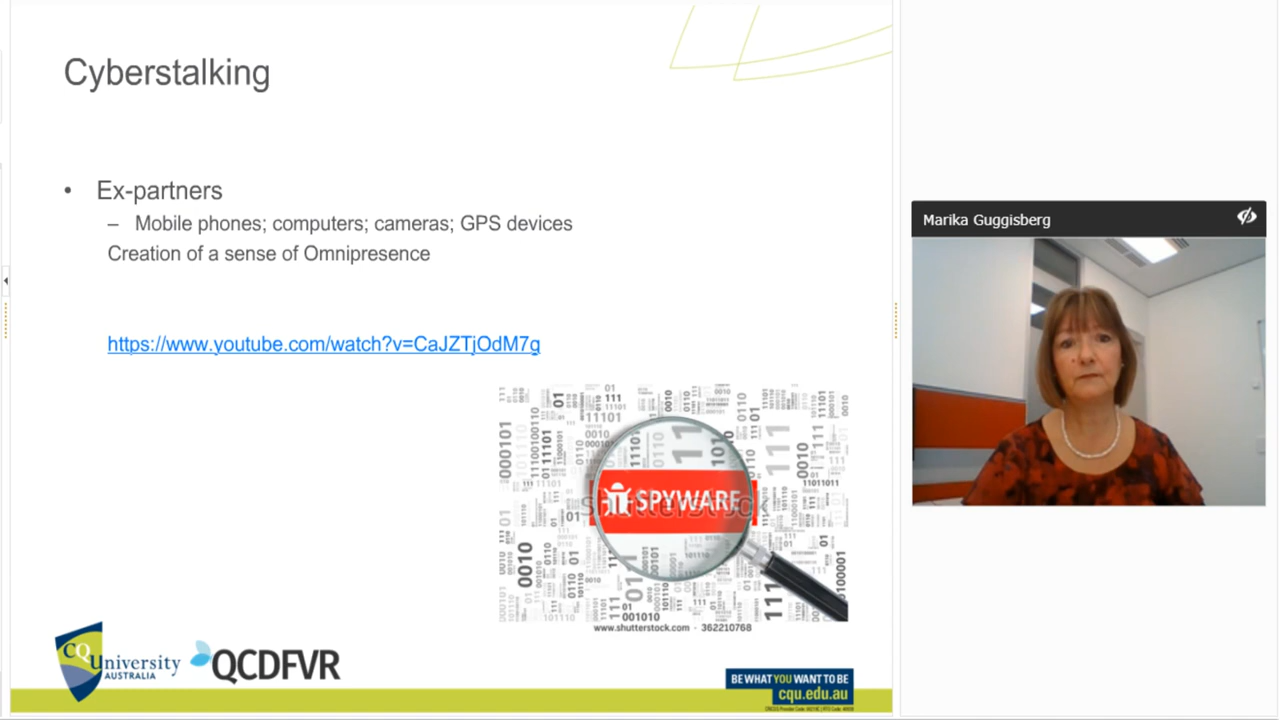 Cyberstalking
• Ex-partners
– Mobile phones; computers; cameras; GPS devices
Creation of a sense of Omnipresence
https://www.youtube.com/watch?v=CaJZTjOdM7g
SPYWARE
www.shutterstock.com · 362210768
CQUniversity
AUSTRALIA
QCDFVR
BE WHAT YOU WANT TO BE
cqu.edu.au
Marika Guggisberg